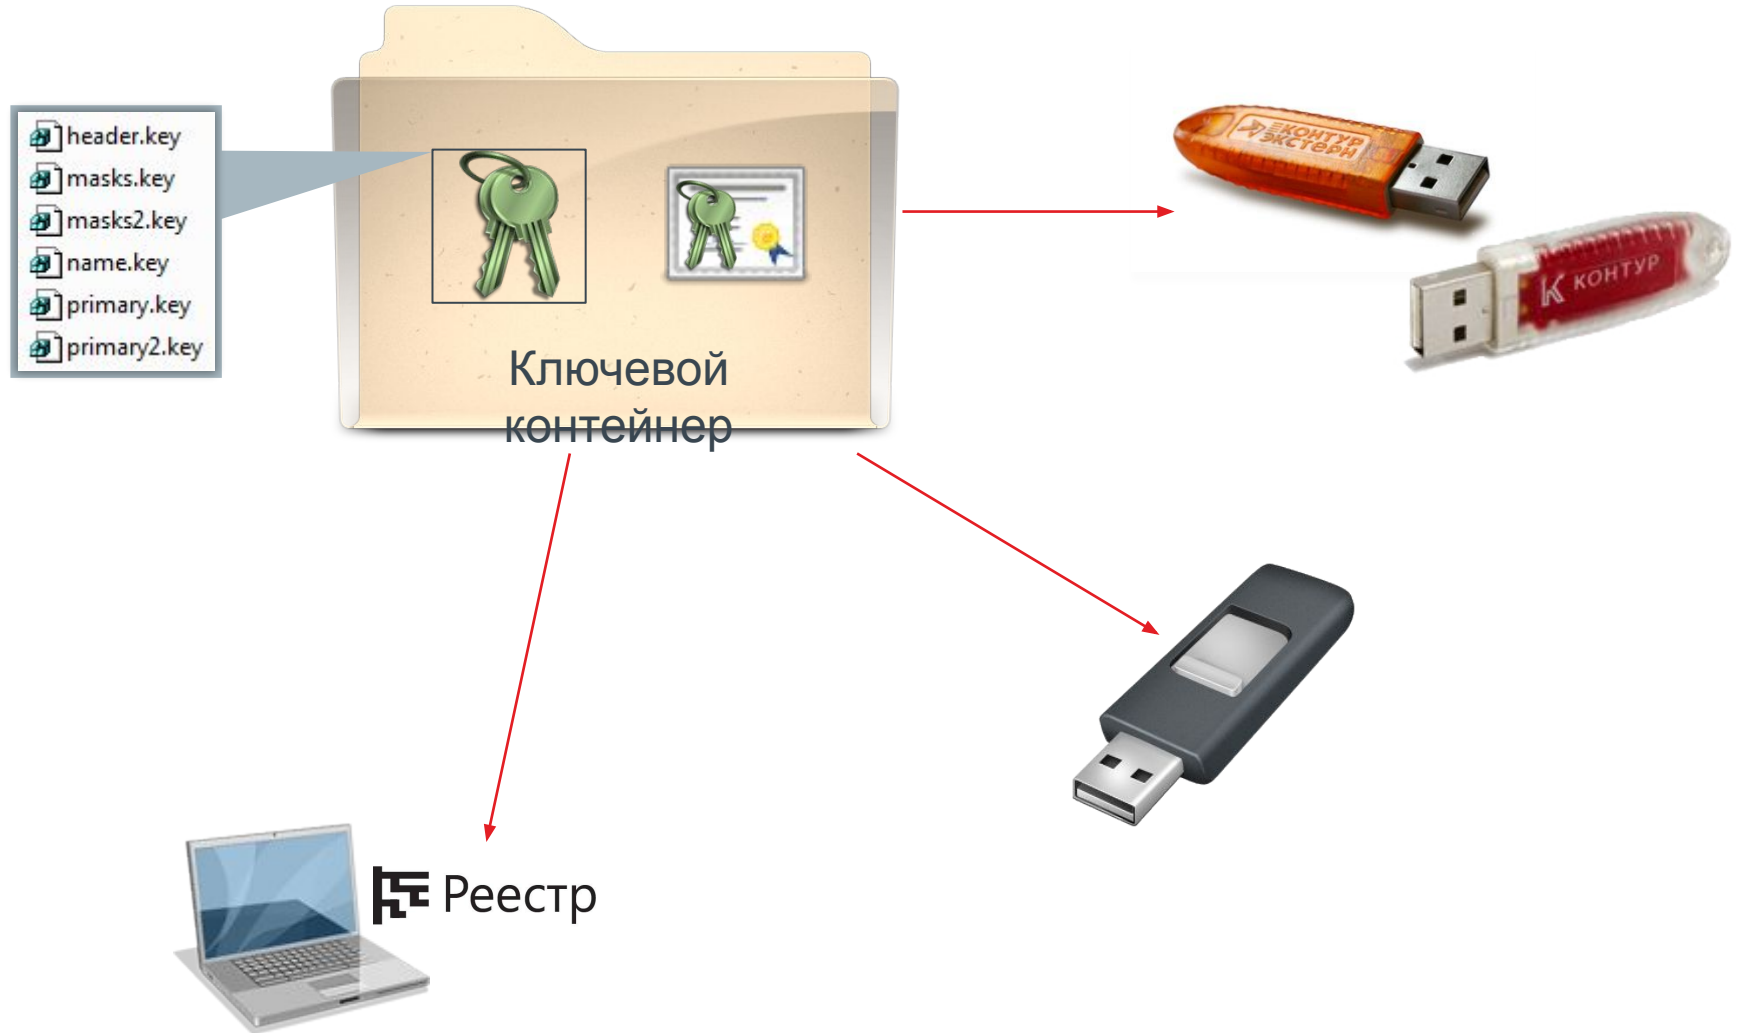 header.key
masks.key
masks2.key
name.key
primary.key
primary2.key
Ключевой
контейнер
КОНТУР
ЭКСТЕРН
К КОНТУР
Реестр